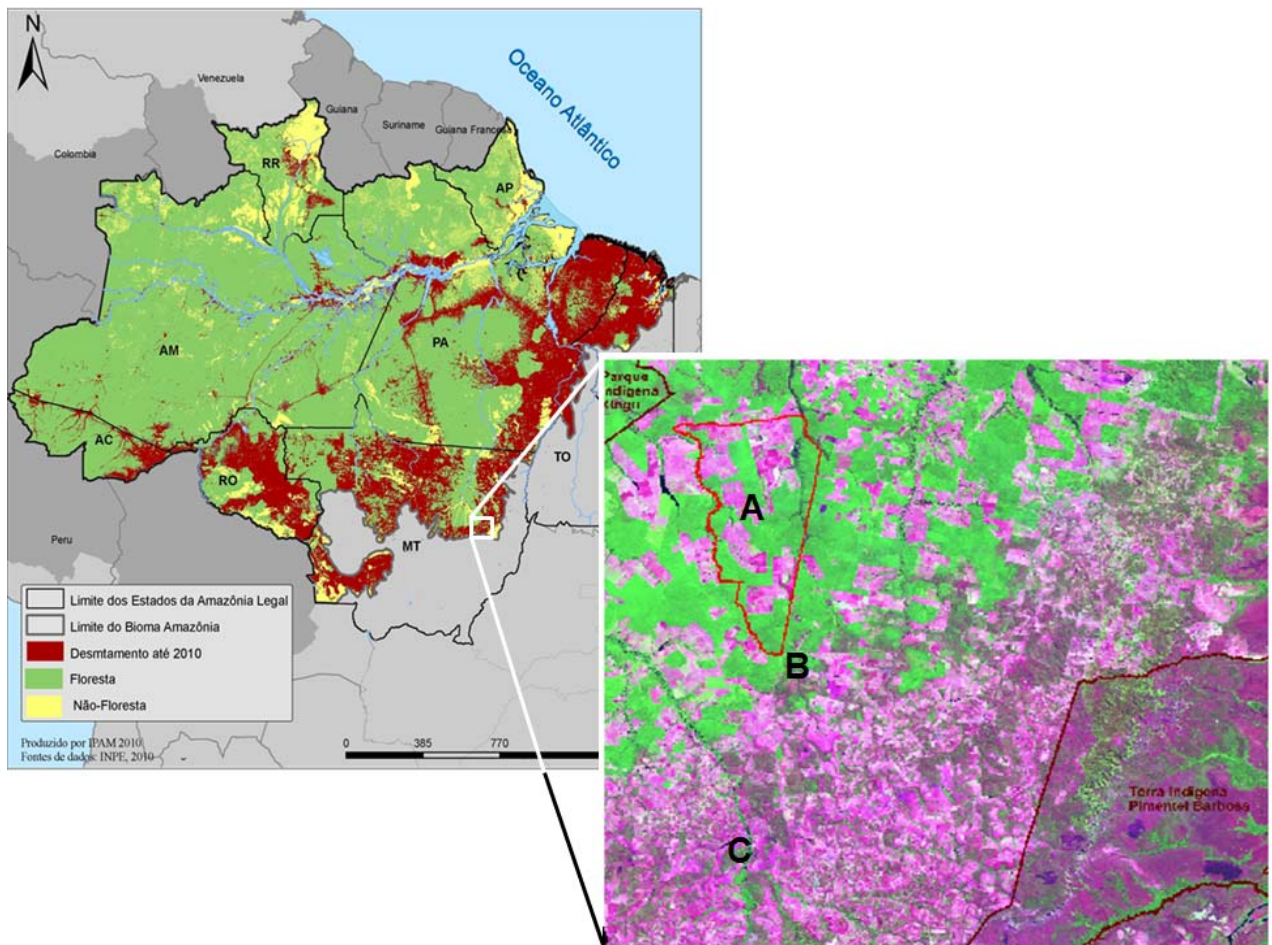 N
Oceano Atlântico
Venezuela
Guiana
Suriname
Guiana Francesa
Colombia
RR
AP
AM
PA
AC
RO
TO
MT
Peru
Limite dos Estados da Amazônia Legal
Limite do Bioma Amazônia
Desmtamento até 2010
Floresta
Não-Floresta
Produzido por IPAM 2010
Fontes de dados: INPE, 2010
0 385 770
Parque
Indígena
Xingu
A
B
C
Terra Indígena
Pimentel Barbosa